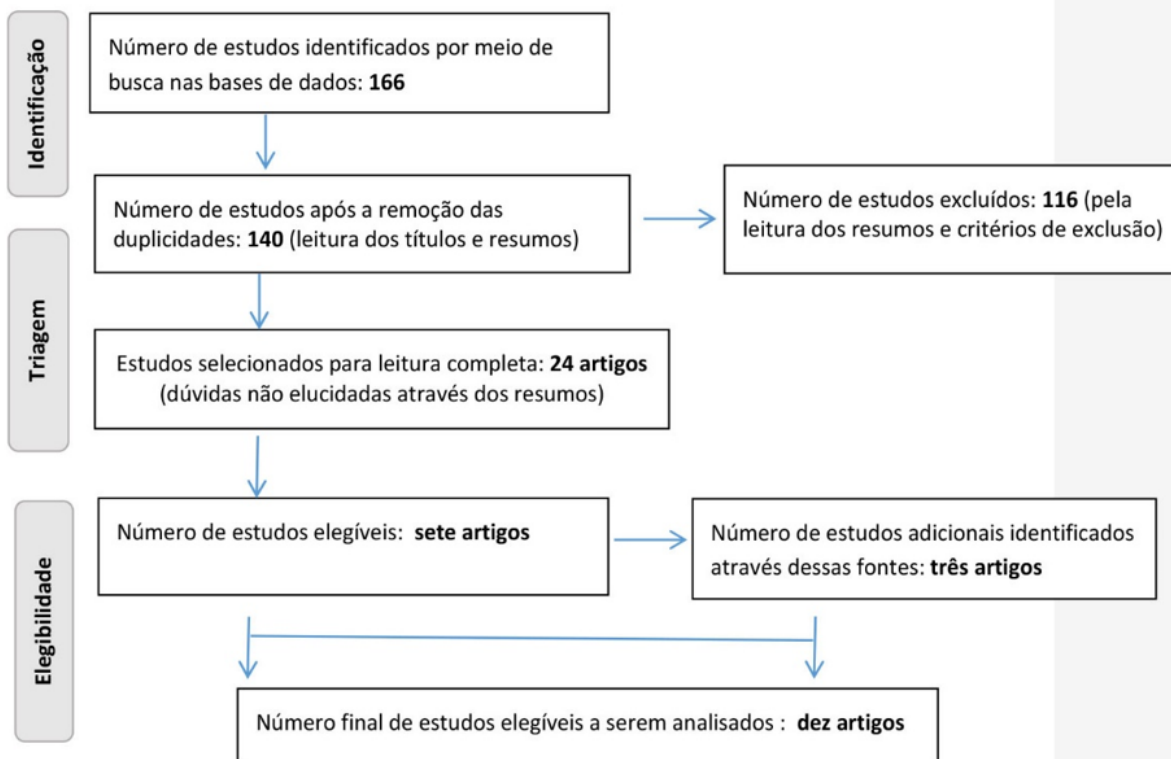 Identificação
Número de estudos identificados por meio de
busca nas bases de dados: 166
Número de estudos após a remoção das
duplicidades: 140 (leitura dos títulos e resumos)
Número de estudos excluídos: 116 (pela
leitura dos resumos e critérios de exclusão)
Triagem
Estudos selecionados para leitura completa: 24 artigos
(dúvidas não elucidadas através dos resumos)
Elegibilidade
Número de estudos elegíveis: sete artigos
Número de estudos adicionais identificados
através dessas fontes: três artigos
Número final de estudos elegíveis a serem analisados : dez artigos